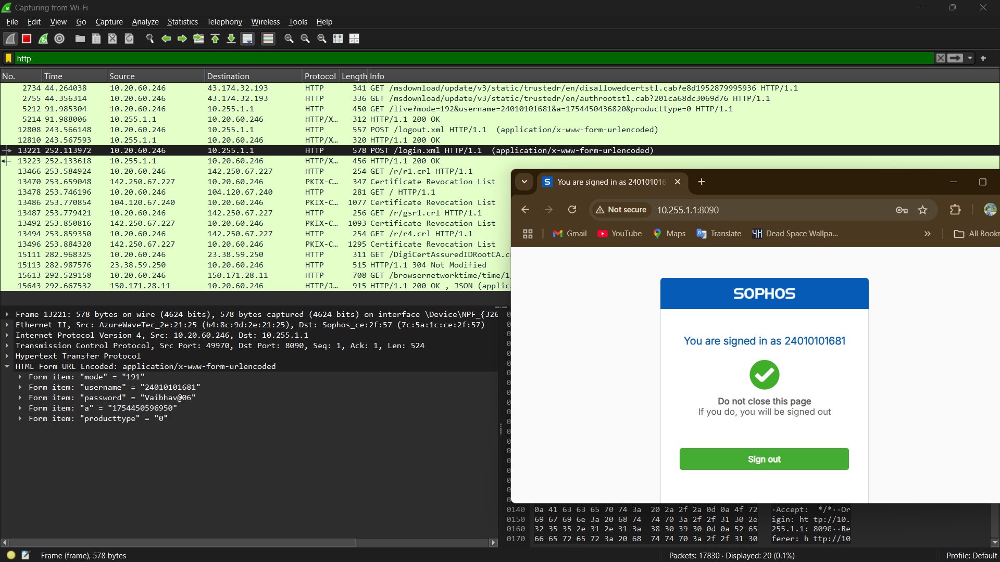 Capturing from Wi-Fi
File Edit View Go Capture Analyze Statistics Telephony Wireless Tools Help
http
No. Time Source Destination Protocol Length Info
2734 44.264038 10.20.60.246 43.174.32.193 HTTP 341 GET /msdownload/update/v3/static/trustedr/en/disallowedcertstl.cab?e8d1952879995936 HTTP/1.1
2755 44.356314 10.20.60.246 43.174.32.193 HTTP 336 GET /msdownload/update/v3/static/trustedr/en/authrootstl.cab?201ca68dc3069d76 HTTP/1.1
5212 91.985304 10.20.60.246 10.255.1.1 HTTP 450 GET /live?mode=192&username=24010101681&a=1754450436820&producttype=0 HTTP/1.1
5214 91.988006 10.255.1.1 10.20.60.246 HTTP/X… 312 HTTP/1.1 200 OK
12808 243.566148 10.20.60.246 10.255.1.1 HTTP 557 POST /logout.xml HTTP/1.1 (application/x-www-form-urlencoded)
12810 243.567593 10.255.1.1 10.20.60.246 HTTP/X… 320 HTTP/1.1 200 OK
13221 252.113972 10.20.60.246 10.255.1.1 HTTP 578 POST /login.xml HTTP/1.1 (application/x-www-form-urlencoded)
13223 252.133618 10.255.1.1 10.20.60.246 HTTP/X… 456 HTTP/1.1 200 OK
13466 253.584924 10.20.60.246 142.250.67.227 HTTP 254 GET /r/r1.crl HTTP/1.1
13470 253.659048 142.250.67.227 10.20.60.246 PKIX-C… 347 Certificate Revocation List
13478 253.746196 10.20.60.246 104.120.67.240 HTTP 281 GET / HTTP/1.1
13486 253.770854 104.120.67.240 10.20.60.246 PKIX-C… 1077 Certificate Revocation List
13487 253.779421 10.20.60.246 142.250.67.227 HTTP 256 GET /r/gsr1.crl HTTP/1.1
13492 253.850816 142.250.67.227 10.20.60.246 PKIX-C… 1093 Certificate Revocation List
13494 253.859350 10.20.60.246 142.250.67.227 HTTP 254 GET /r/r4.crl HTTP/1.1
13496 253.884320 142.250.67.227 10.20.60.246 PKIX-C… 1295 Certificate Revocation List
15111 282.968325 10.20.60.246 23.38.59.250 HTTP 311 GET /DigiCertAssuredIDRootCA.c
15113 282.987576 23.38.59.250 10.20.60.246 HTTP 515 HTTP/1.1 304 Not Modified
15613 292.529158 10.20.60.246 150.171.28.11 HTTP 708 GET /browsernetworktime/time/1
15643 292.667532 150.171.28.11 10.20.60.246 HTTP/J… 915 HTTP/1.1 200 OK , JSON (applic
Frame 13221: 578 bytes on wire (4624 bits), 578 bytes captured (4624 bits) on interface \Device\NPF_{326
Ethernet II, Src: AzureWaveTec_2e:21:25 (b4:8c:9d:2e:21:25), Dst: Sophos_ce:2f:57 (7c:5a:1c:ce:2f:57)
Internet Protocol Version 4, Src: 10.20.60.246, Dst: 10.255.1.1
Transmission Control Protocol, Src Port: 49970, Dst Port: 8090, Seq: 1, Ack: 1, Len: 524
Hypertext Transfer Protocol
HTML Form URL Encoded: application/x-www-form-urlencoded
Form item: "mode" = "191"
Form item: "username" = "24010101681"
Form item: "password" = "Vaibhav@06"
Form item: "a" = "1754450596950"
Form item: "producttype" = "0"
You are signed in as 240101016
Not secure 10.255.1.1:8090
Gmail YouTube Maps Translate Dead Space Wallpa... » All Bookr
SOPHOS
You are signed in as 24010101681
Do not close this page
If you do, you will be signed out
Sign out
0140 0a 41 63 63 65 70 74 3a 20 2a 2f 2a 0d 0a 4f 72 ·Accept: */*··Or
0150 69 67 69 6e 3a 20 68 74 74 70 3a 2f 2f 31 30 2e igin: ht tp://10.
0160 32 35 35 2e 31 2e 31 3a 38 30 39 30 0d 0a 52 65 255.1.1: 8090··Re
0170 66 65 72 65 72 3a 20 68 74 74 70 3a 2f 2f 31 30 ferer: h ttp://10
Frame (frame), 578 bytes
Packets: 17830 · Displayed: 20 (0.1%)
Profile: Default